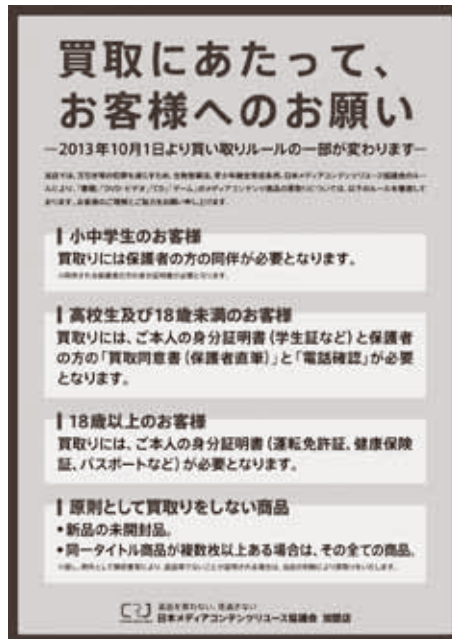 買取にあたって、
お客様へのお願い
―2013年10月1日より買い取りルールの一部が変わります―
小中学生のお客様
買取りには保護者の方の同伴が必要となります。
高校生及び18歳未満のお客様
買取りには、ご本人の身分証明書(学生証など)と保護者
の方の「買取同意書(保護者直筆)」と「電話確認」が必要
となります。
18歳以上のお客様
買取りには、ご本人の身分証明書(運転免許証、健康保険
証、パスポートなど)が必要となります。
原則として買取りをしない商品
・新品の未開封品。
・同一タイトル商品が複数枚以上ある場合は、その全ての商品。
日本メディアコンテンツリユース協議会 加盟店